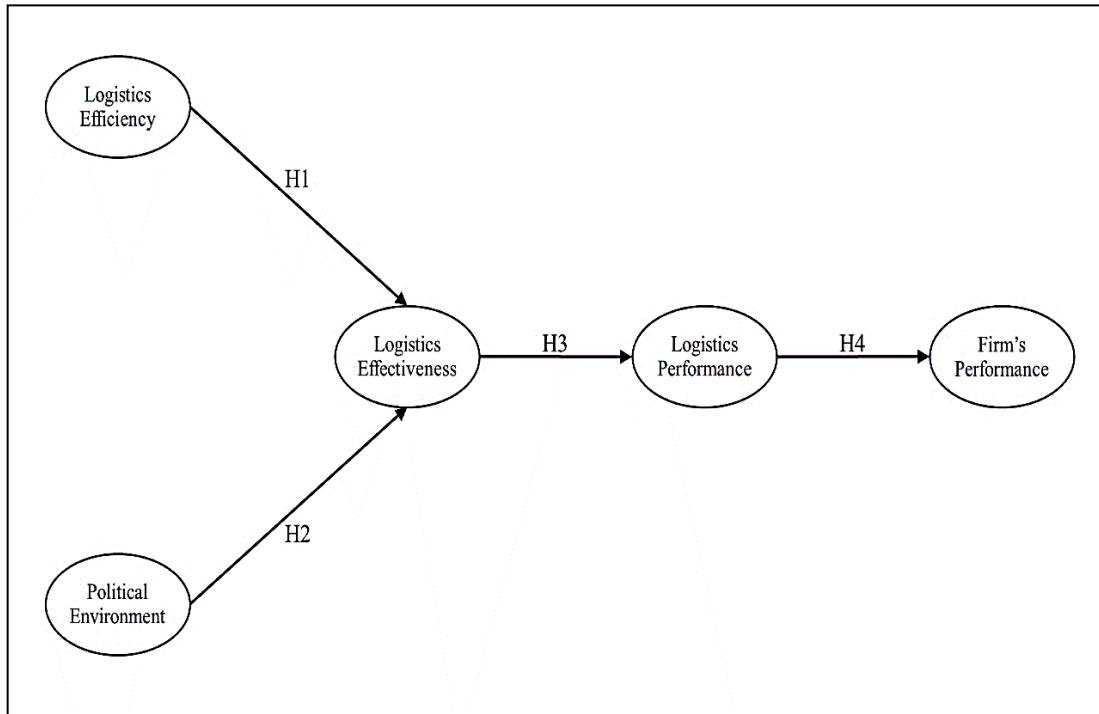 Logistics
Efficiency
H1
Logistics
Effectiveness
H3
Logistics
Performance
H4
Firm's
Performance
H2
Political
Environment